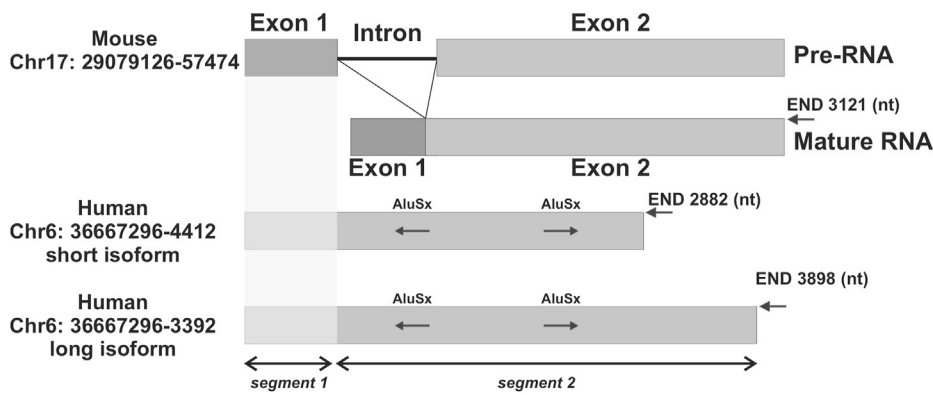 Exon 1
Intron
Exon 2
Mouse
Chr17: 29079126-57474
Pre-RNA
END 3121 (nt)
Mature RNA
Exon 1
Exon 2
Human
Chr6: 36667296-4412
short isoform
AluSx
AluSx
END 2882 (nt)
Human
Chr6: 36667296-3392
long isoform
AluSx
AluSx
END 3898 (nt)
segment 1
segment 2